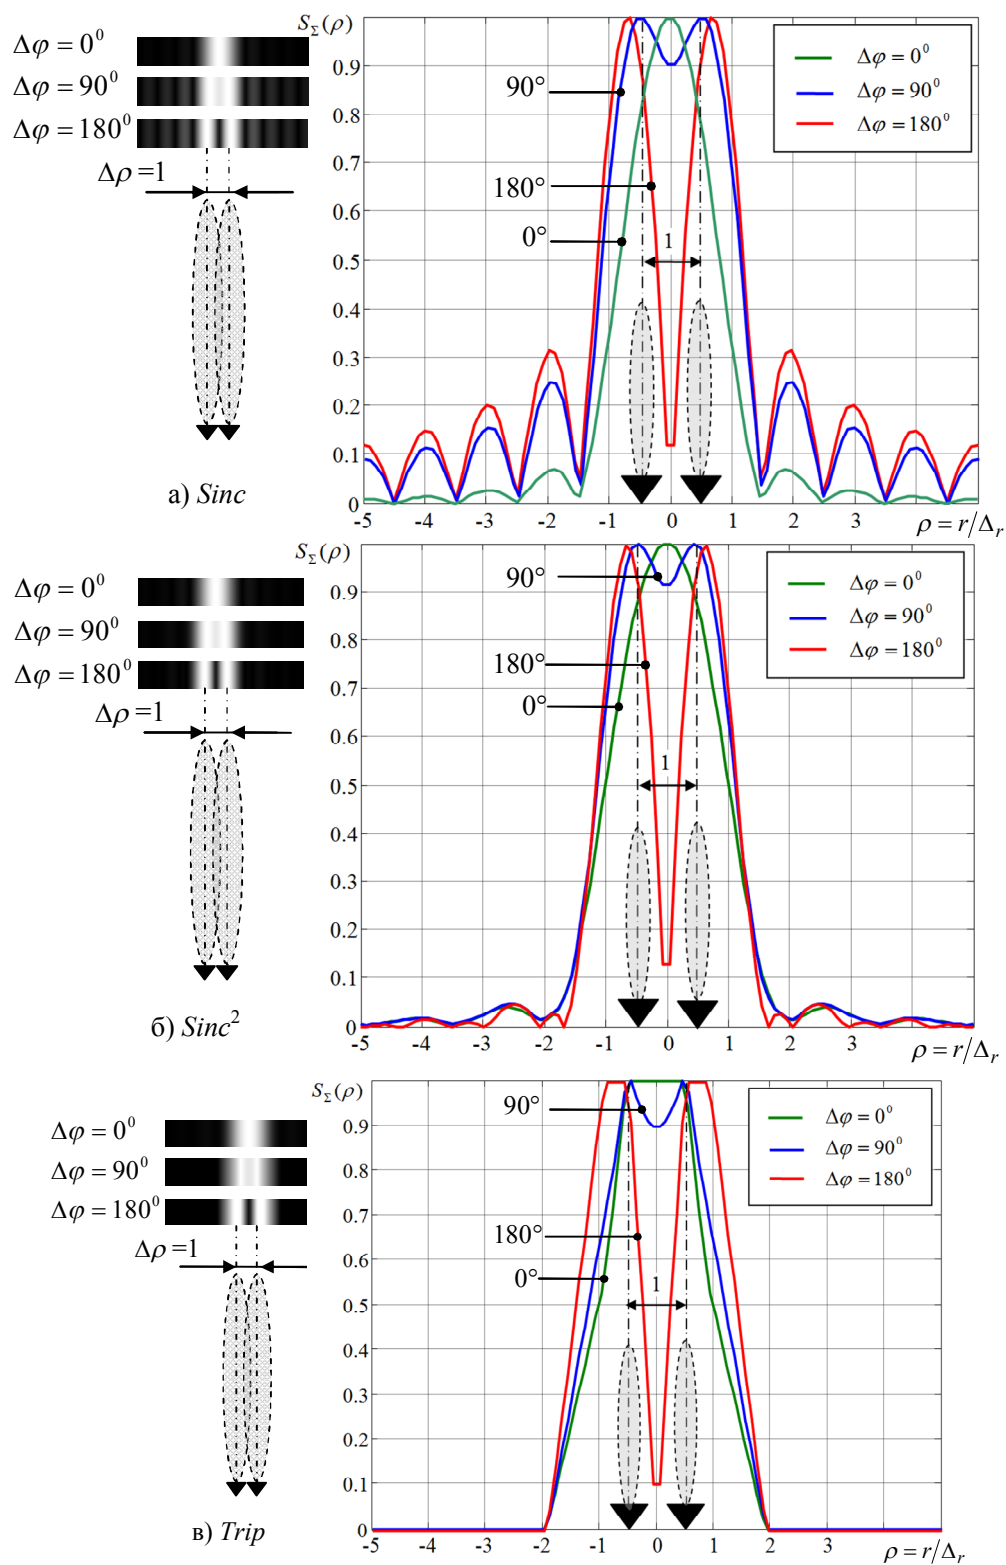 Δφ = 0⁰
Δφ = 90⁰
Δφ = 180⁰
Δρ =1
а) Sinc
S_Σ(ρ)
0.9
0.8
0.7
0.6
0.5
0.4
0.3
0.2
0.1
0
90°
180°
0°
1
Δφ = 0⁰
Δφ = 90⁰
Δφ = 180⁰
-5 -4 -3 -2 -1 0 1 2 3
ρ = r/Δ_r
Δφ = 0⁰
Δφ = 90⁰
Δφ = 180⁰
Δρ =1
б) Sinc²
S_Σ(ρ)
0.9
0.8
0.7
0.6
0.5
0.4
0.3
0.2
0.1
0
90°
180°
0°
1
Δφ = 0⁰
Δφ = 90⁰
Δφ = 180⁰
-5 -4 -3 -2 -1 0 1 2 3
ρ = r/Δ_r
Δφ = 0⁰
Δφ = 90⁰
Δφ = 180⁰
Δρ =1
в) Trip
S_Σ(ρ)
0.9
0.8
0.7
0.6
0.5
0.4
0.3
0.2
0.1
0
90°
180°
0°
1
Δφ = 0⁰
Δφ = 90⁰
Δφ = 180⁰
-5 -4 -3 -2 -1 0 1 2 3
ρ = r/Δ_r